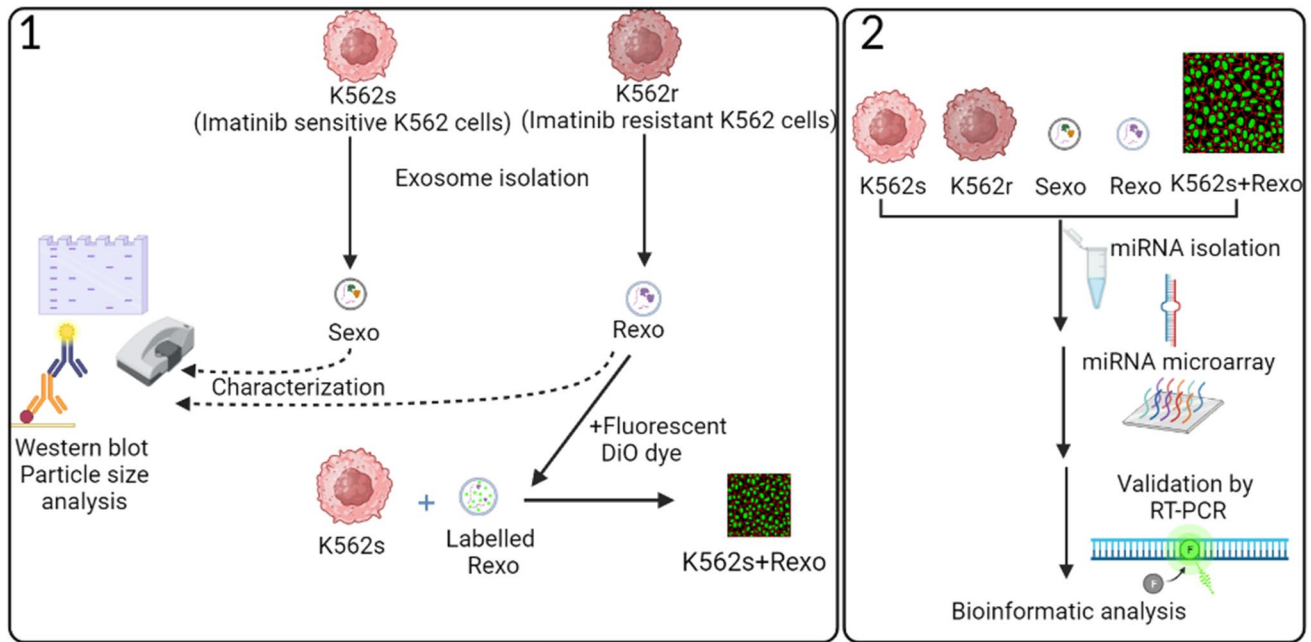 1
K562s
(Imatinib sensitive K562 cells)
K562r
(Imatinib resistant K562 cells)
Exosome isolation
Sexo
Rexo
Characterization
Western blot
Particle size
analysis
+Fluorescent
DiO dye
K562s
+
Labelled
Rexo
K562s+Rexo
2
K562s
K562r
Sexo
Rexo
K562s+Rexo
miRNA isolation
miRNA microarray
Validation by
RT-PCR
F
F
Bioinformatic analysis